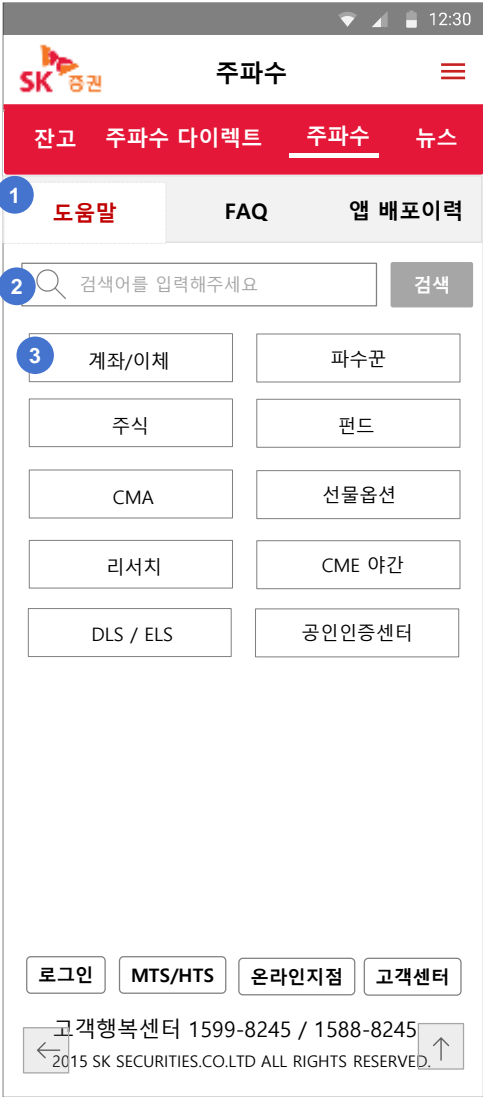 12:30
SK증권 주파수
잔고 주파수 다이렉트 주파수 뉴스
1 도움말 FAQ 앱 배포이력
2 검색어를 입력해주세요 검색
3 계좌/이체 파수꾼
주식 펀드
CMA 선물옵션
리서치 CME 야간
DLS / ELS 공인인증센터
로그인 MTS/HTS 온라인지점 고객센터
고객행복센터 1599-8245 / 1588-8245
2015 SK SECURITIES.CO.LTD ALL RIGHTS RESERVED.